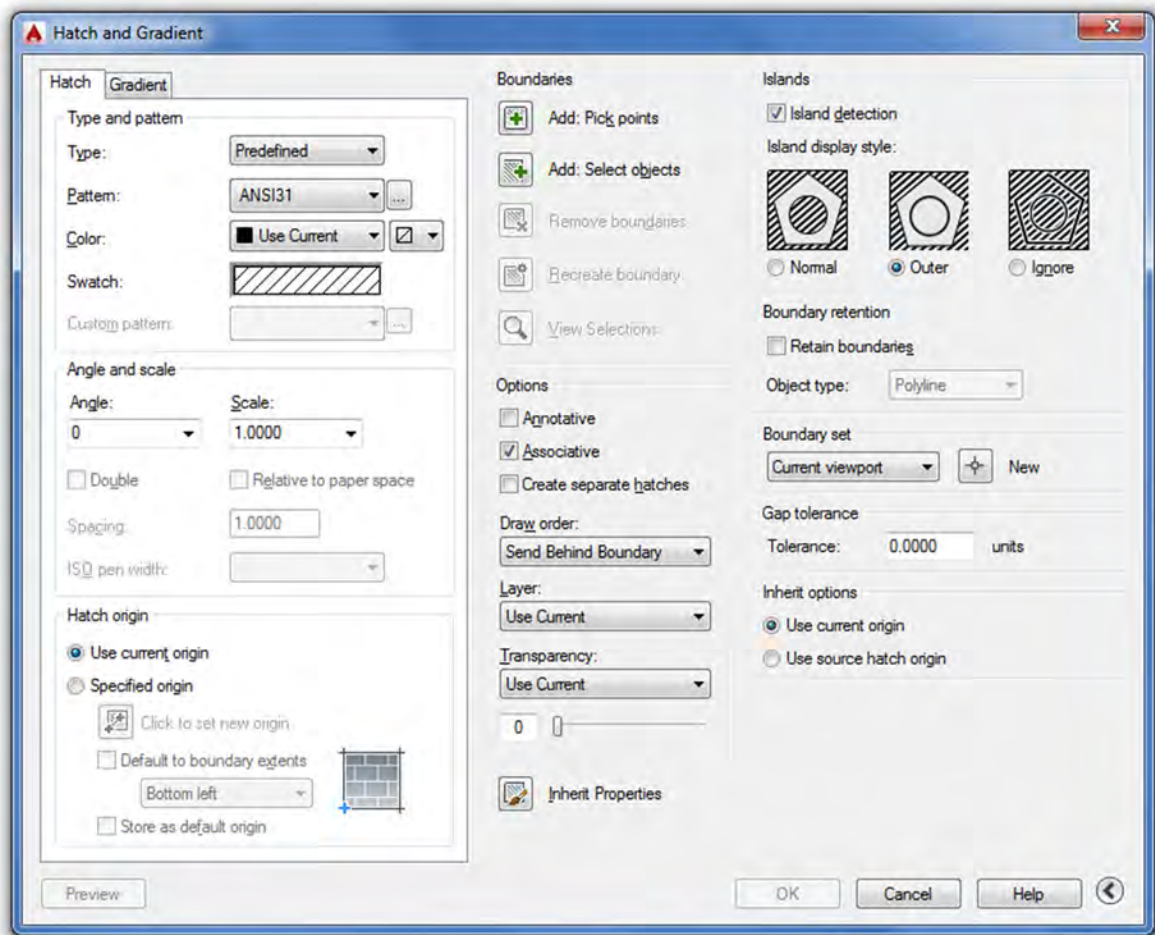 Hatch and Gradient
Hatch Gradient
Type and pattern
Type: Predefined
Pattern: ANSI31 ...
Color: Use Current
Swatch:
Custom pattern: ...
Angle and scale
Angle: Scale:
0 1.0000
Double Relative to paper space
Spacing: 1.0000
ISO pen width:
Hatch origin
Use current origin
Specified origin
Click to set new origin
Default to boundary extents
Bottom left
Store as default origin
Preview
Boundaries
Add: Pick points
Add: Select objects
Remove boundaries
Recreate boundary
View Selections
Options
Annotative
Associative
Create separate hatches
Draw order:
Send Behind Boundary
Layer:
Use Current
Transparency:
Use Current
0
Inherit Properties
Islands
Island detection
Island display style:
Normal Outer Ignore
Boundary retention
Retain boundaries
Object type: Polyline
Boundary set
Current viewport New
Gap tolerance
Tolerance: 0.0000 units
Inherit options
Use current origin
Use source hatch origin
OK Cancel Help